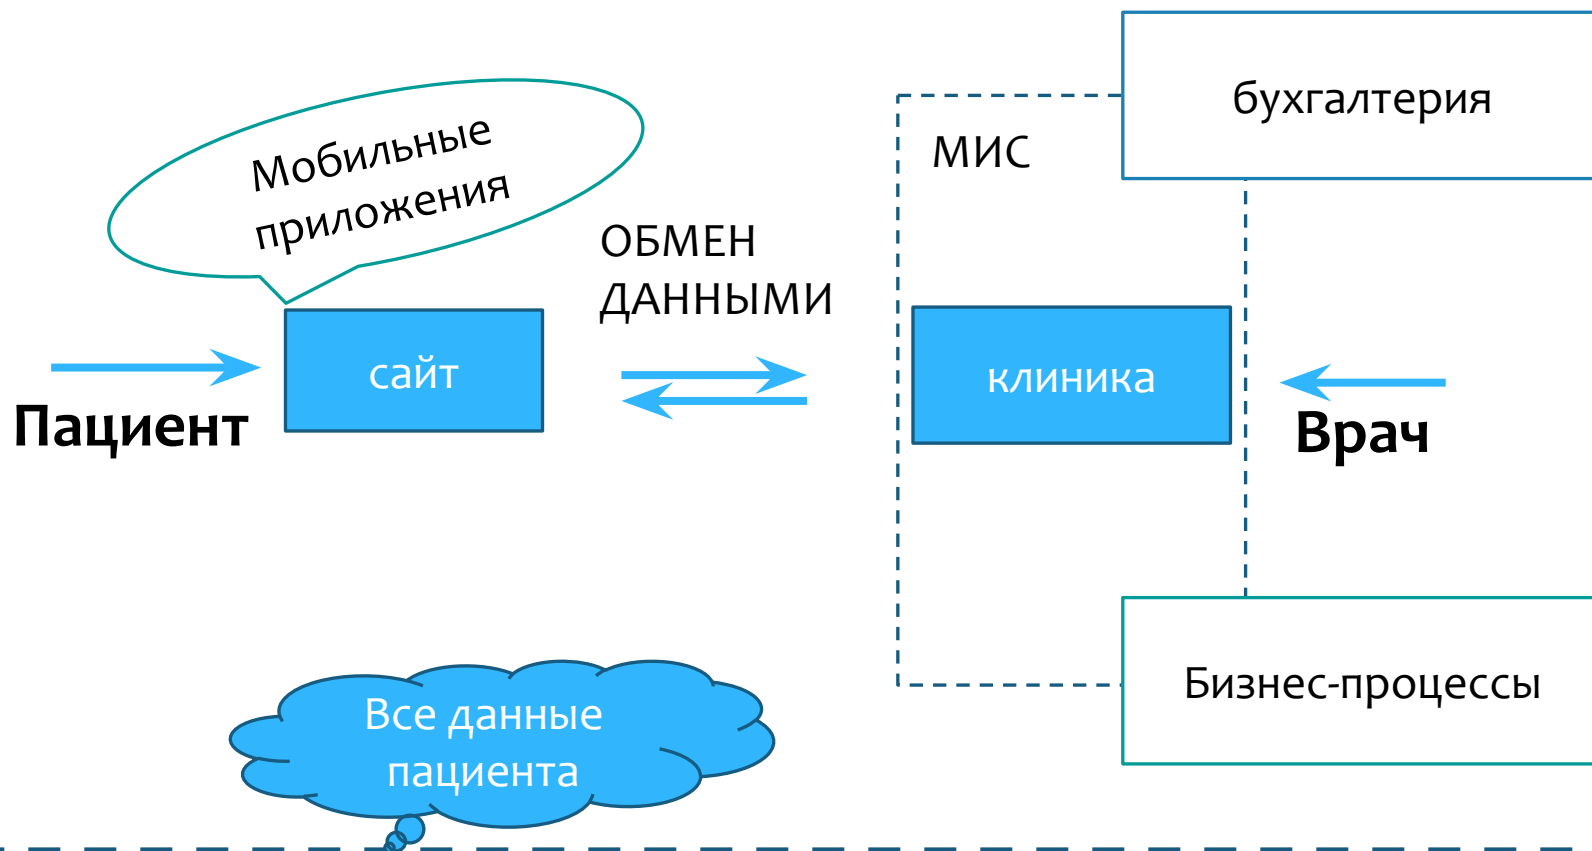 Мобильные
приложения
ОБМЕН
ДАННЫМИ
сайт
Пациент
МИС
бухгалтерия
клиника
Врач
Бизнес-процессы
Все данные
пациента